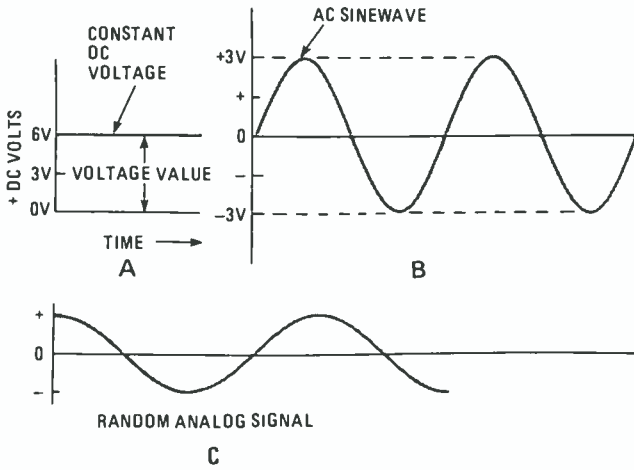 CONSTANT
DC
VOLTAGE
+ DC VOLTS
6V
3V
0V
VOLTAGE VALUE
TIME
A
AC SINEWAVE
+3V
+
0
–
–3V
B
+
0
–
RANDOM ANALOG SIGNAL
C